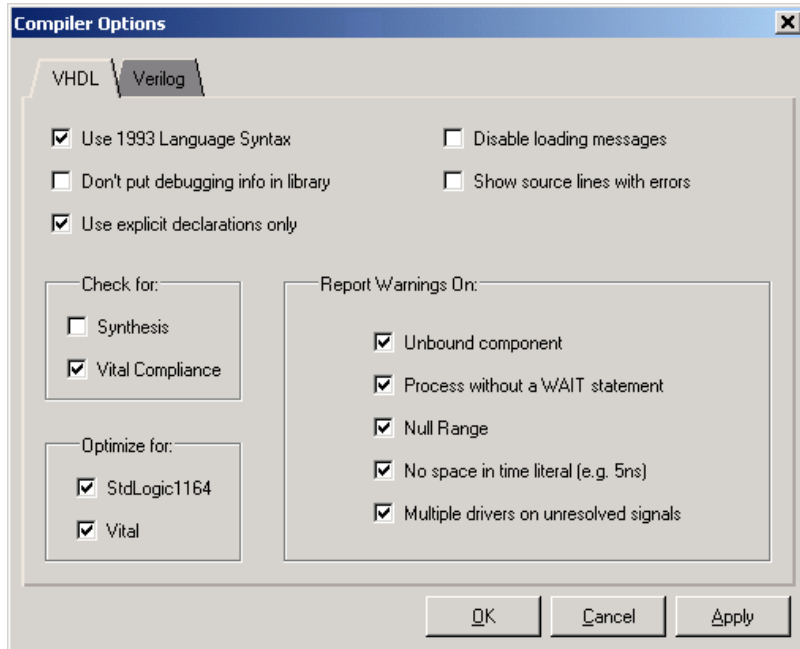 Compiler Options
VHDL Verilog
Use 1993 Language Syntax
Don't put debugging info in library
Use explicit declarations only
Disable loading messages
Show source lines with errors
Check for:
Synthesis
Vital Compliance
Optimize for:
StdLogic1164
Vital
Report Warnings On:
Unbound component
Process without a WAIT statement
Null Range
No space in time literal (e.g. 5ns)
Multiple drivers on unresolved signals
OK Cancel Apply